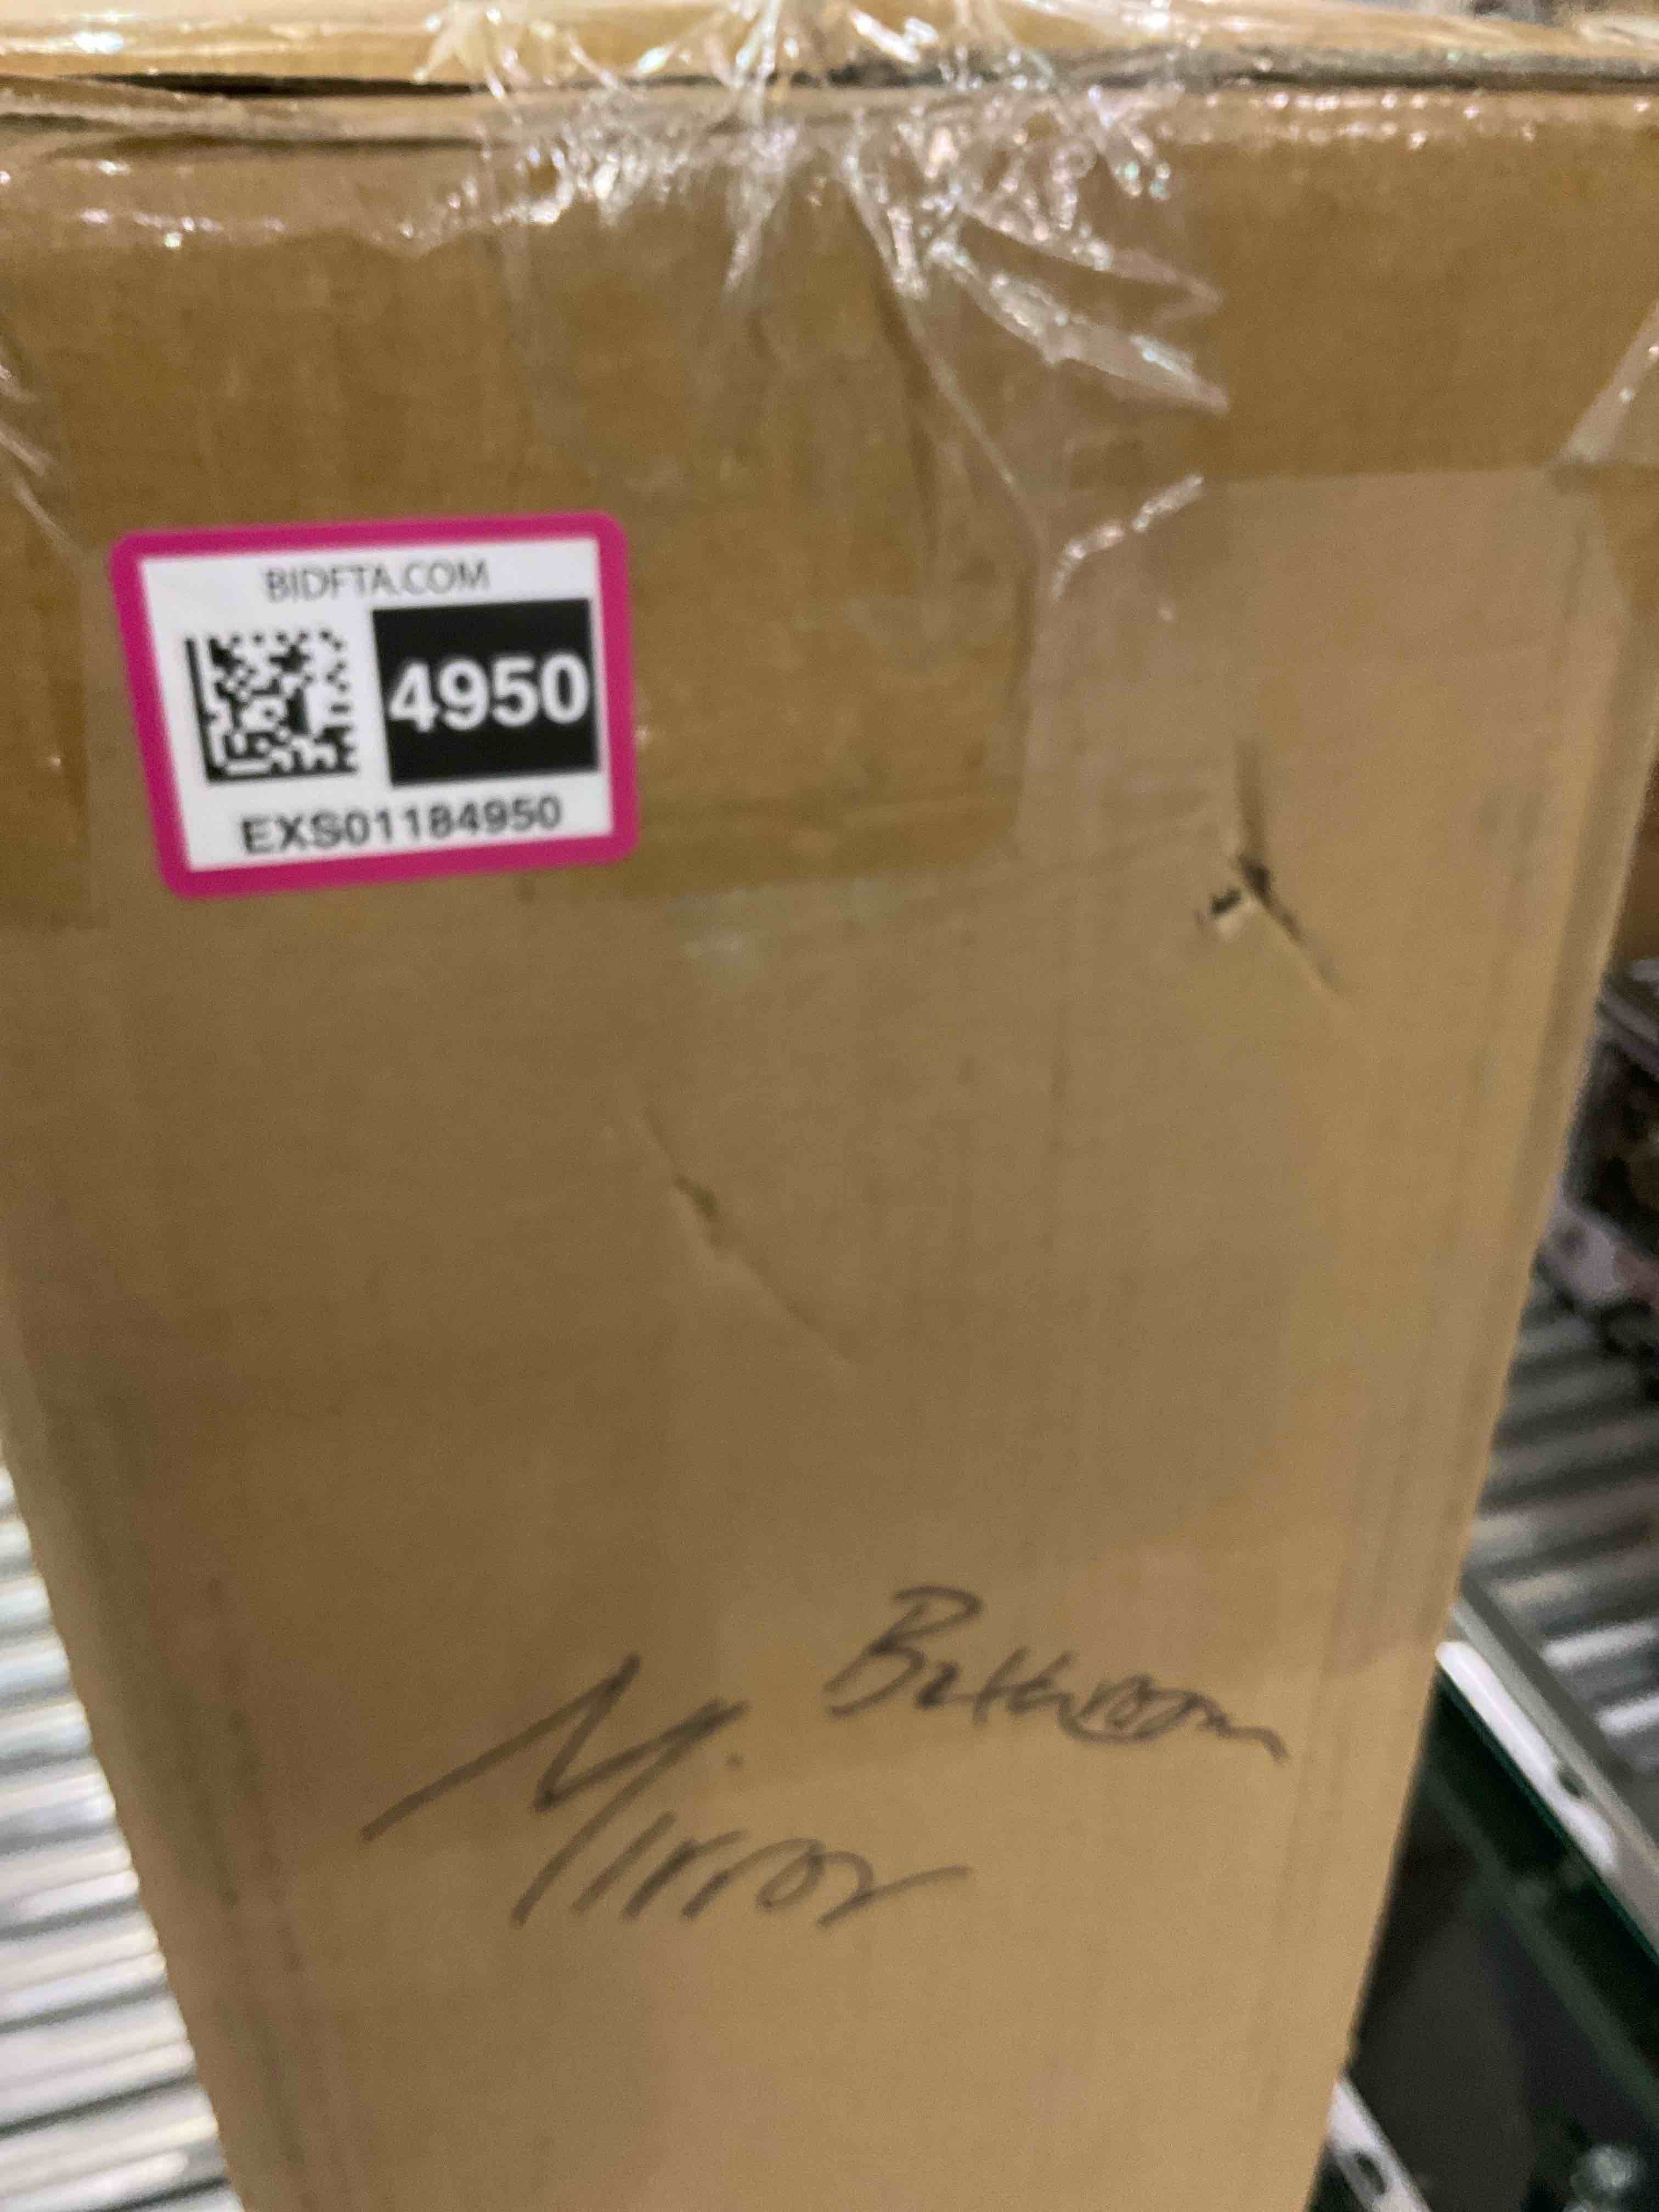 BIDFTA.COM
4950
EXS01184950
Bathroom
Mirror